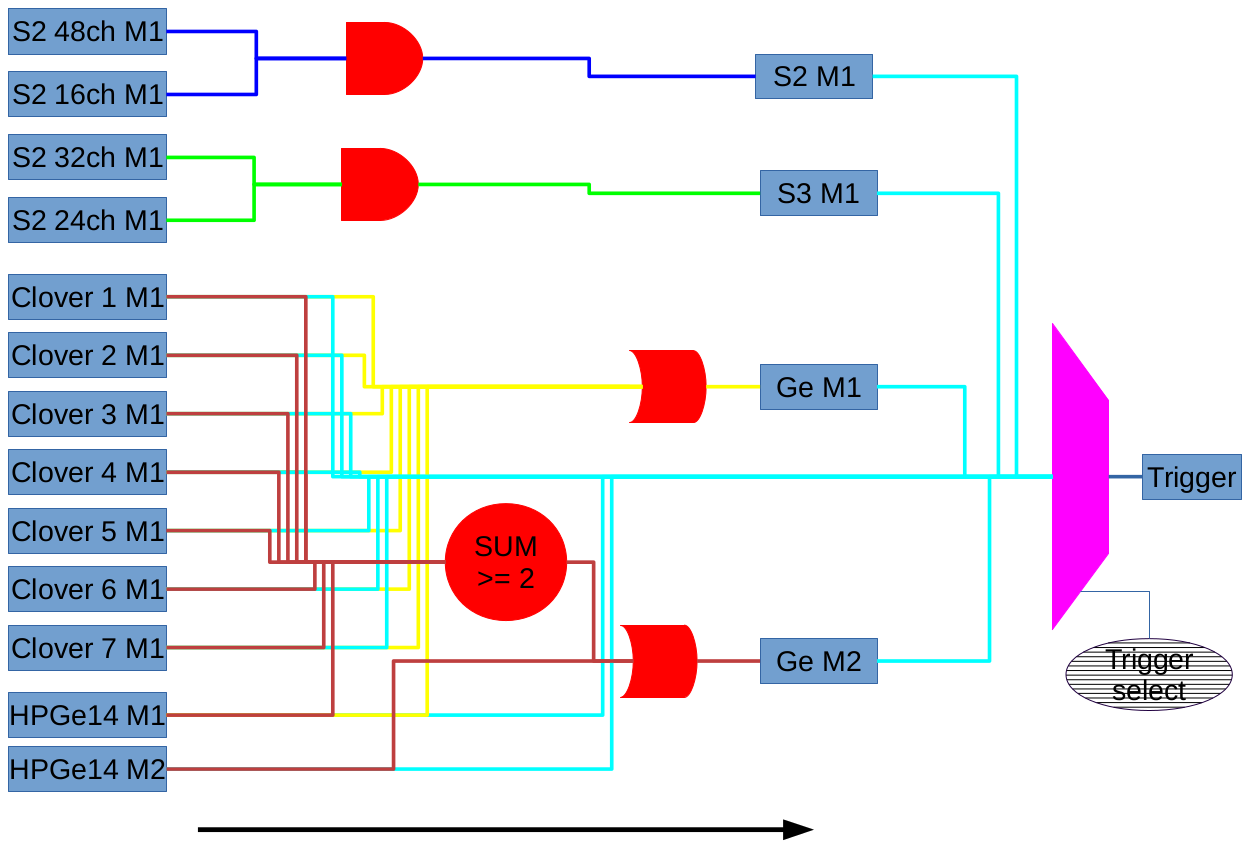 S2 48ch M1
S2 16ch M1
S2 M1
S2 32ch M1
S2 24ch M1
S3 M1
Clover 1 M1
Clover 2 M1
Clover 3 M1
Clover 4 M1
Clover 5 M1
Clover 6 M1
Clover 7 M1
HPGe14 M1
HPGe14 M2
SUM
>= 2
Ge M1
Ge M2
Trigger
Trigger
select